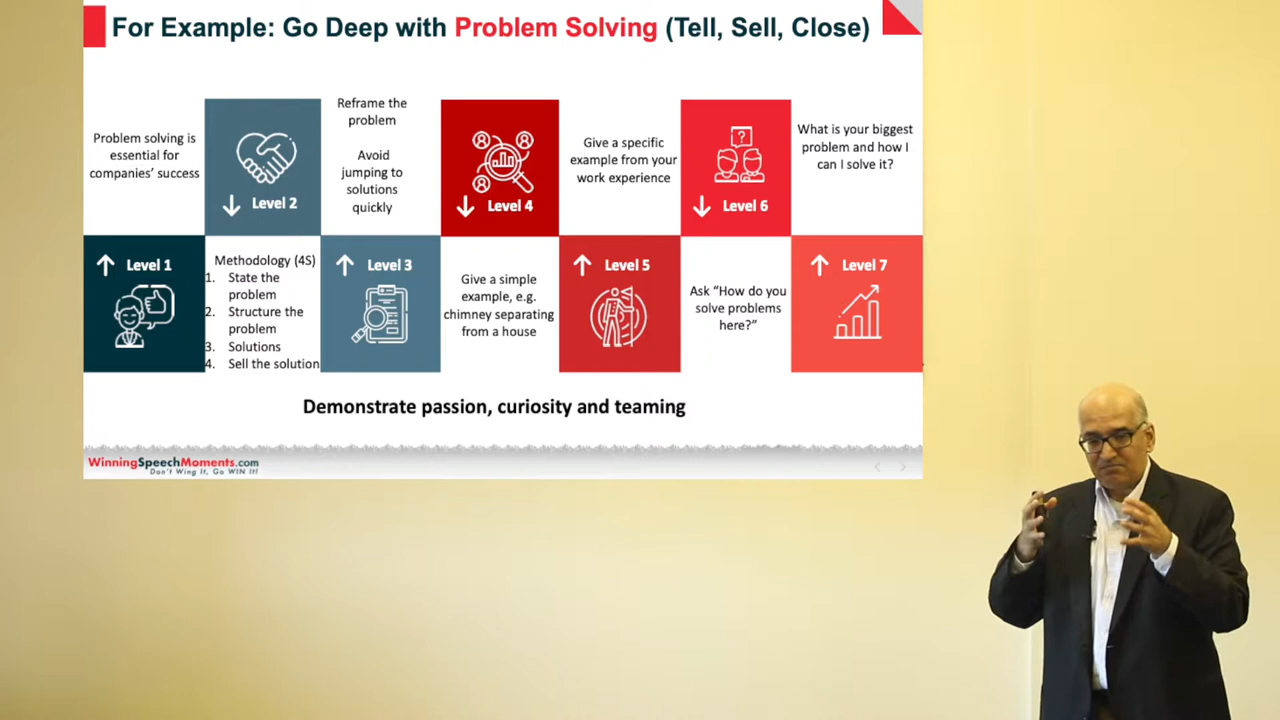 For Example: Go Deep with Problem Solving (Tell, Sell, Close)
Problem solving is
essential for
companies' success
Level 1
Level 2
Methodology (4S)
1. State the
problem
2. Structure the
problem
3. Solutions
4. Sell the solution
Reframe the
problem
Avoid
jumping to
solutions
quickly
Level 3
Level 4
Give a simple
example, e.g.
chimney separating
from a house
Give a specific
example from your
work experience
Level 5
Level 6
Ask “How do you
solve problems
here?”
What is your biggest
problem and how I
can I solve it?
Level 7
Demonstrate passion, curiosity and teaming
WinningSpeechMoments.com
Don't Wing It, Go WIN It!